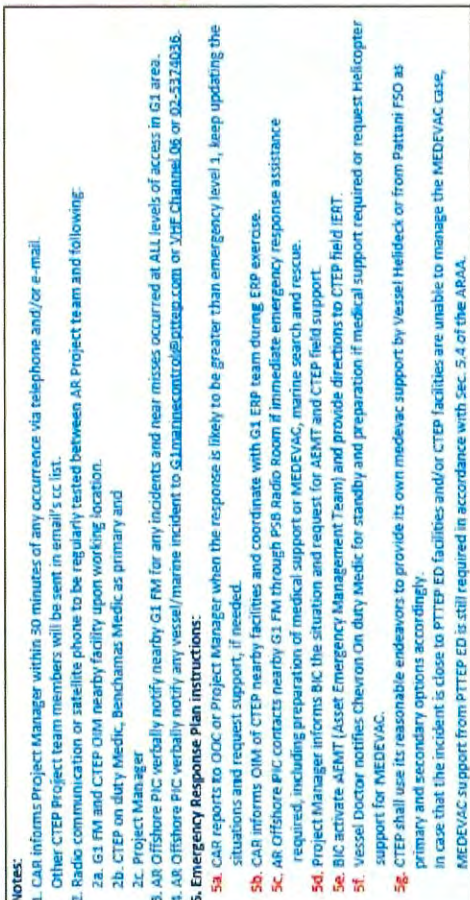 Notes:
1. CAR informs Project Manager within 30 minutes of any occurrence via telephone and/or e-mail.
Other CTEP Project team members will be sent in email's cc list.
2. Radio communication or satellite phone to be regularly tested between AR Project team and following:
2a. G1 FM and CTEP OIM nearby facility upon working location.
2b. CTEP on duty Medic, Benchamas Medic as primary and
2c. Project Manager
3. AR Offshore PIC verbally notify nearby G1 FM for any incidents and near misses occurred at ALL levels of access in G1 area.
4. AR Offshore PIC verbally notify any vessel/marine incident to G1marinecontrol@pttep.com or VHF Channel 06 or 02-5374036.
5. Emergency Response Plan instructions:
5a. CAR reports to OOC or Project Manager when the response is likely to be greater than emergency level 1, keep updating the
situations and request support, if needed.
5b. CAR informs OIM of CTEP nearby facilities and coordinate with G1 ERP team during ERP exercise.
5c. AR Offshore PIC contacts nearby G1 FM through PSB Radio Room if immediate emergency response assistance
required, including preparation of medical support or MEDEVAC, marine search and rescue.
5d. Project Manager informs BIC the situation and request for AEMT and CTEP field support.
5e. BIC activate AEMT (Asset Emergency Management Team) and provide directions to CTEP field IERT.
5f. Vessel Doctor notifies chevron On duty Medic for standby and preparation if medical support required or request Helicopter
support for MEDEVAC.
5g. CTEP shall use its reasonable endeavors to provide its own medevac support by Vessel Helideck or from Pattani FSO as
primary and secondary options accordingly.
In case that the incident is close to PTTEP ED facilities and/or CTEP facilities are unable to manage the MEDEVAC case,
MEDEVAC support from PTTEP ED is still required in accordance with Sec. 5.4 of the ARAA.